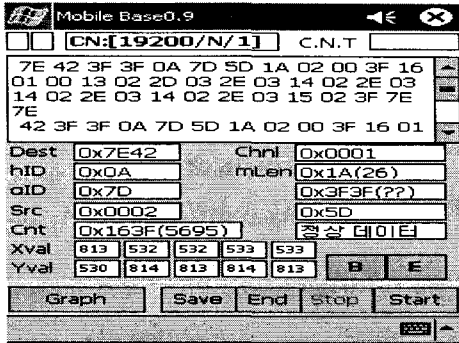 Mobile Base0.9
CN:[19200/N/1] C.N.T
7E 42 3F 3F 0A 7D 5D 1A 02 00 3F 16
01 00 13 02 2D 03 2E 03 14 02 2E 03
14 02 2E 03 14 02 2E 03 15 02 3F 7E
7E
42 3F 3F 0A 7D 5D 1A 02 00 3F 16 01
Dest 0x7E42 Chnl 0x0001
hID 0x0A mLen 0x1A(26)
aID 0x7D 0x3F3F(??)
Src 0x0002 0x5D
Cnt 0x163F(5695) 정상 데이터
Xval 813 532 532 533 533
Yval 530 814 813 814 813 B E
Graph Save End Stop Start